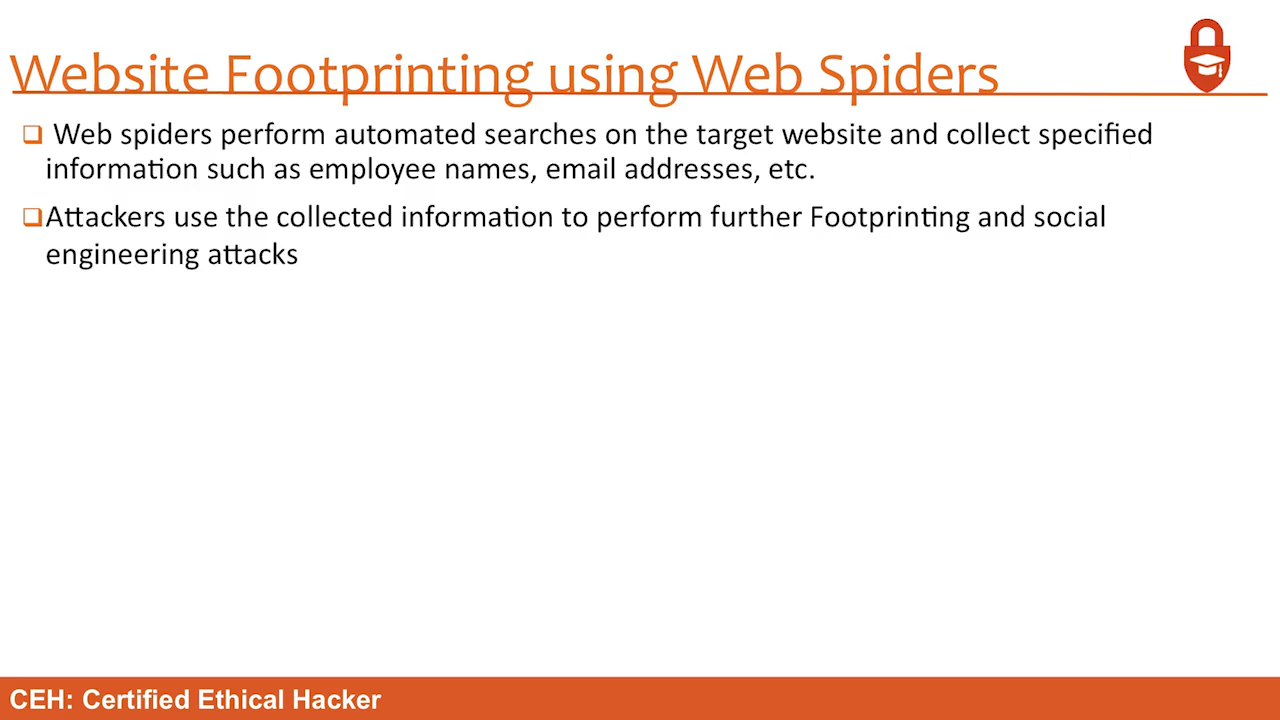 Website Footprinting using Web Spiders
Web spiders perform automated searches on the target website and collect specified
information such as employee names, email addresses, etc.
Attackers use the collected information to perform further Footprinting and social
engineering attacks
CEH: Certified Ethical Hacker